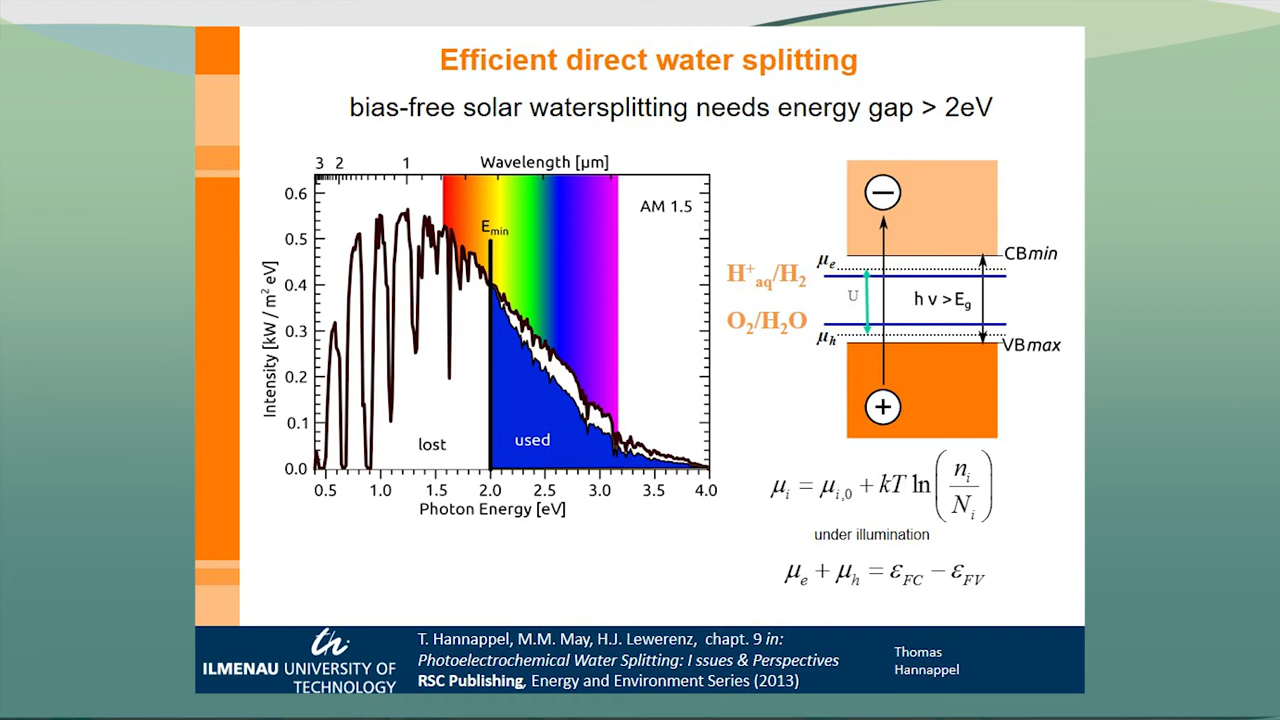 Efficient direct water splitting
bias-free solar watersplitting needs energy gap > 2eV
3 2 1 Wavelength [μm]
0.6
0.5
0.4
0.3
0.2
0.1
0.0
Intensity [kW / m² eV]
AM 1.5
E_min
lost
used
0.5 1.0 1.5 2.0 2.5 3.0 3.5 4.0
Photon Energy [eV]
−
CBmin
μ_e
H⁺_aq/H₂
U
h ν > E_g
O₂/H₂O
μ_h
VBmax
+
μ_i = μ_i,0 + kT ln(n_i/N_i)
under illumination
μ_e + μ_h = ε_FC − ε_FV
th
ILMENAU UNIVERSITY OF
TECHNOLOGY
T. Hannappel, M.M. May, H.J. Lewerenz, chapt. 9 in:
Photoelectrochemical Water Splitting: I ssues & Perspectives
RSC Publishing, Energy and Environment Series (2013)
Thomas
Hannappel